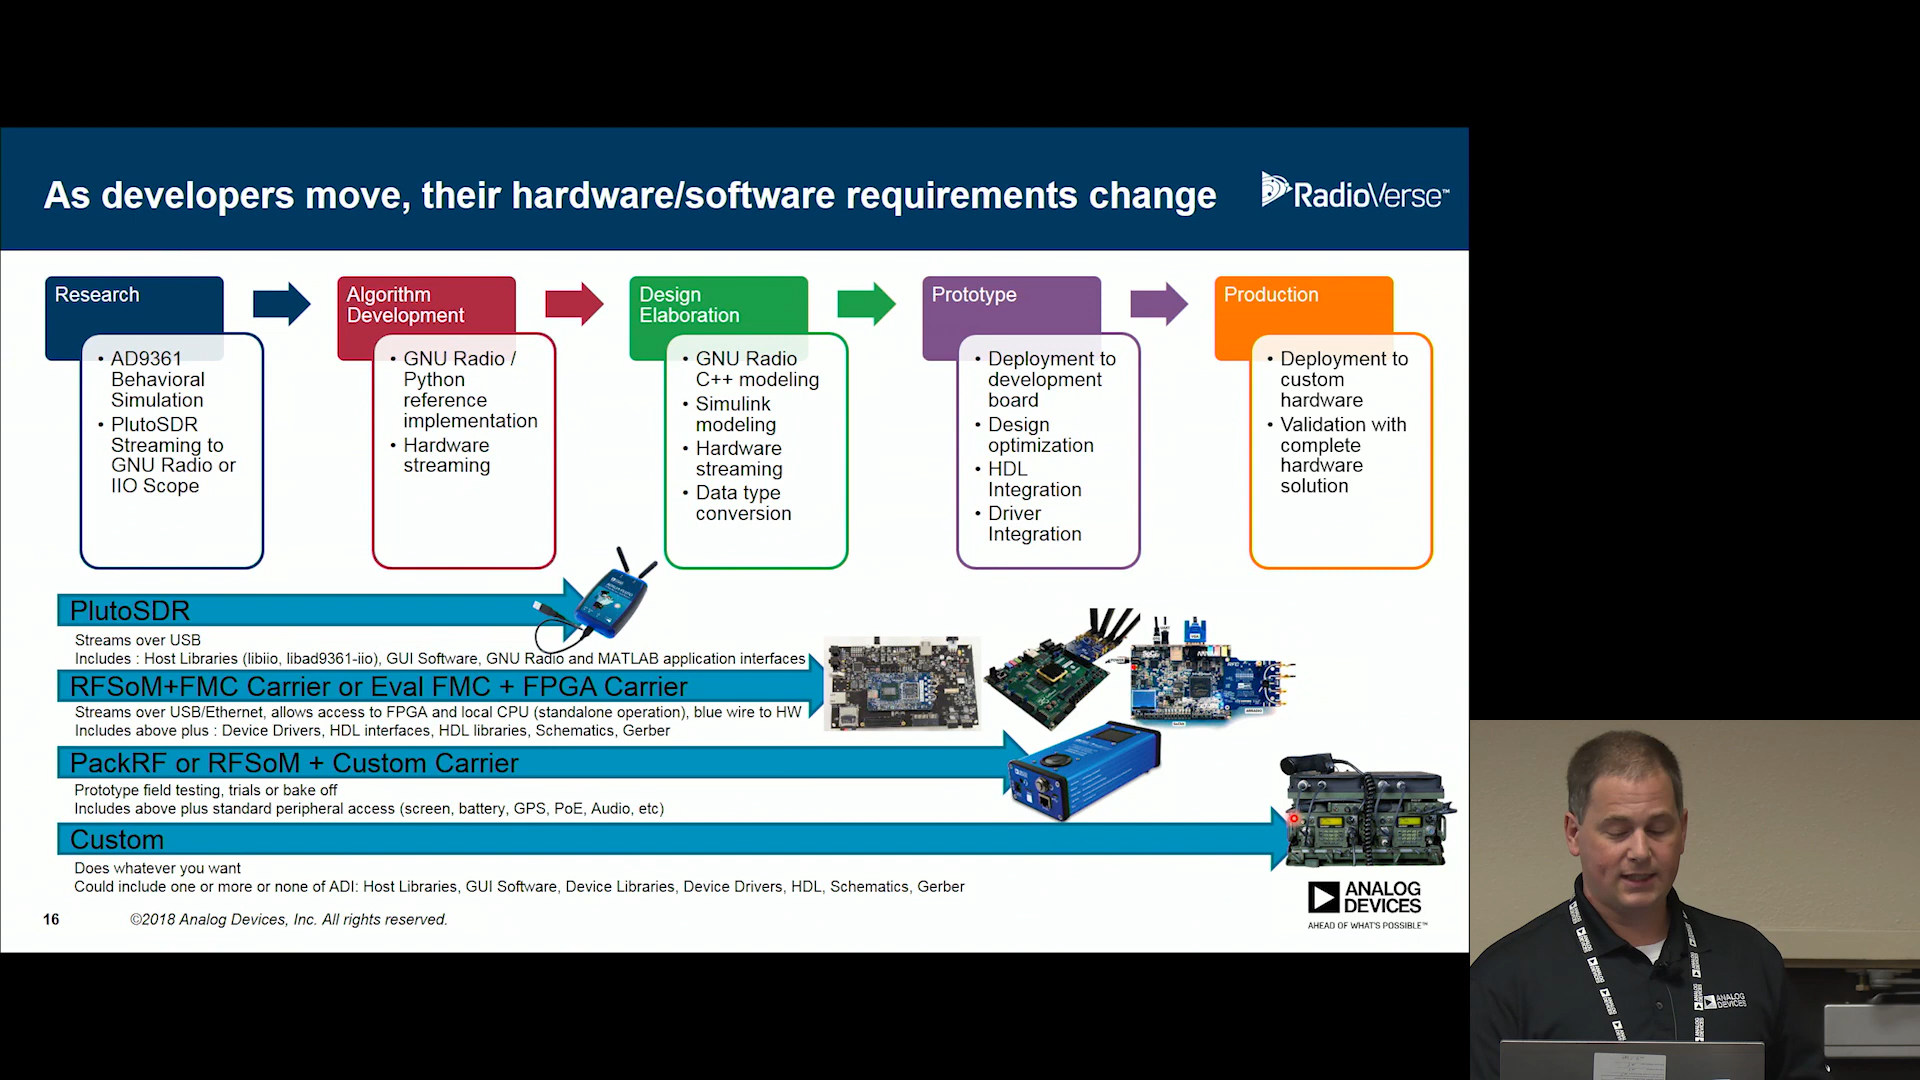 As developers move, their hardware/software requirements change
RadioVerse™
Research
Algorithm
Development
Design
Elaboration
Prototype
Production
• AD9361
Behavioral
Simulation
• PlutoSDR
Streaming to
GNU Radio or
IIO Scope
• GNU Radio /
Python
reference
implementation
• Hardware
streaming
• GNU Radio
C++ modeling
• Simulink
modeling
• Hardware
streaming
• Data type
conversion
• Deployment to
development
board
• Design
optimization
• HDL
Integration
• Driver
Integration
• Deployment to
custom
hardware
• Validation with
complete
hardware
solution
PlutoSDR
Streams over USB
Includes : Host Libraries (libiio, libad9361-iio), GUI Software, GNU Radio and MATLAB application interfaces
RFSoM+FMC Carrier or Eval FMC + FPGA Carrier
Streams over USB/Ethernet, allows access to FPGA and local CPU (standalone operation), blue wire to HW
Includes above plus : Device Drivers, HDL interfaces, HDL libraries, Schematics, Gerber
PackRF or RFSoM + Custom Carrier
Prototype field testing, trials or bake off
Includes above plus standard peripheral access (screen, battery, GPS, PoE, Audio, etc)
Custom
Does whatever you want
Could include one or more or none of ADI: Host Libraries, GUI Software, Device Libraries, Device Drivers, HDL, Schematics, Gerber
16
©2018 Analog Devices, Inc. All rights reserved.
ANALOG
DEVICES
AHEAD OF WHAT'S POSSIBLE™
ANALOG
DEVICES